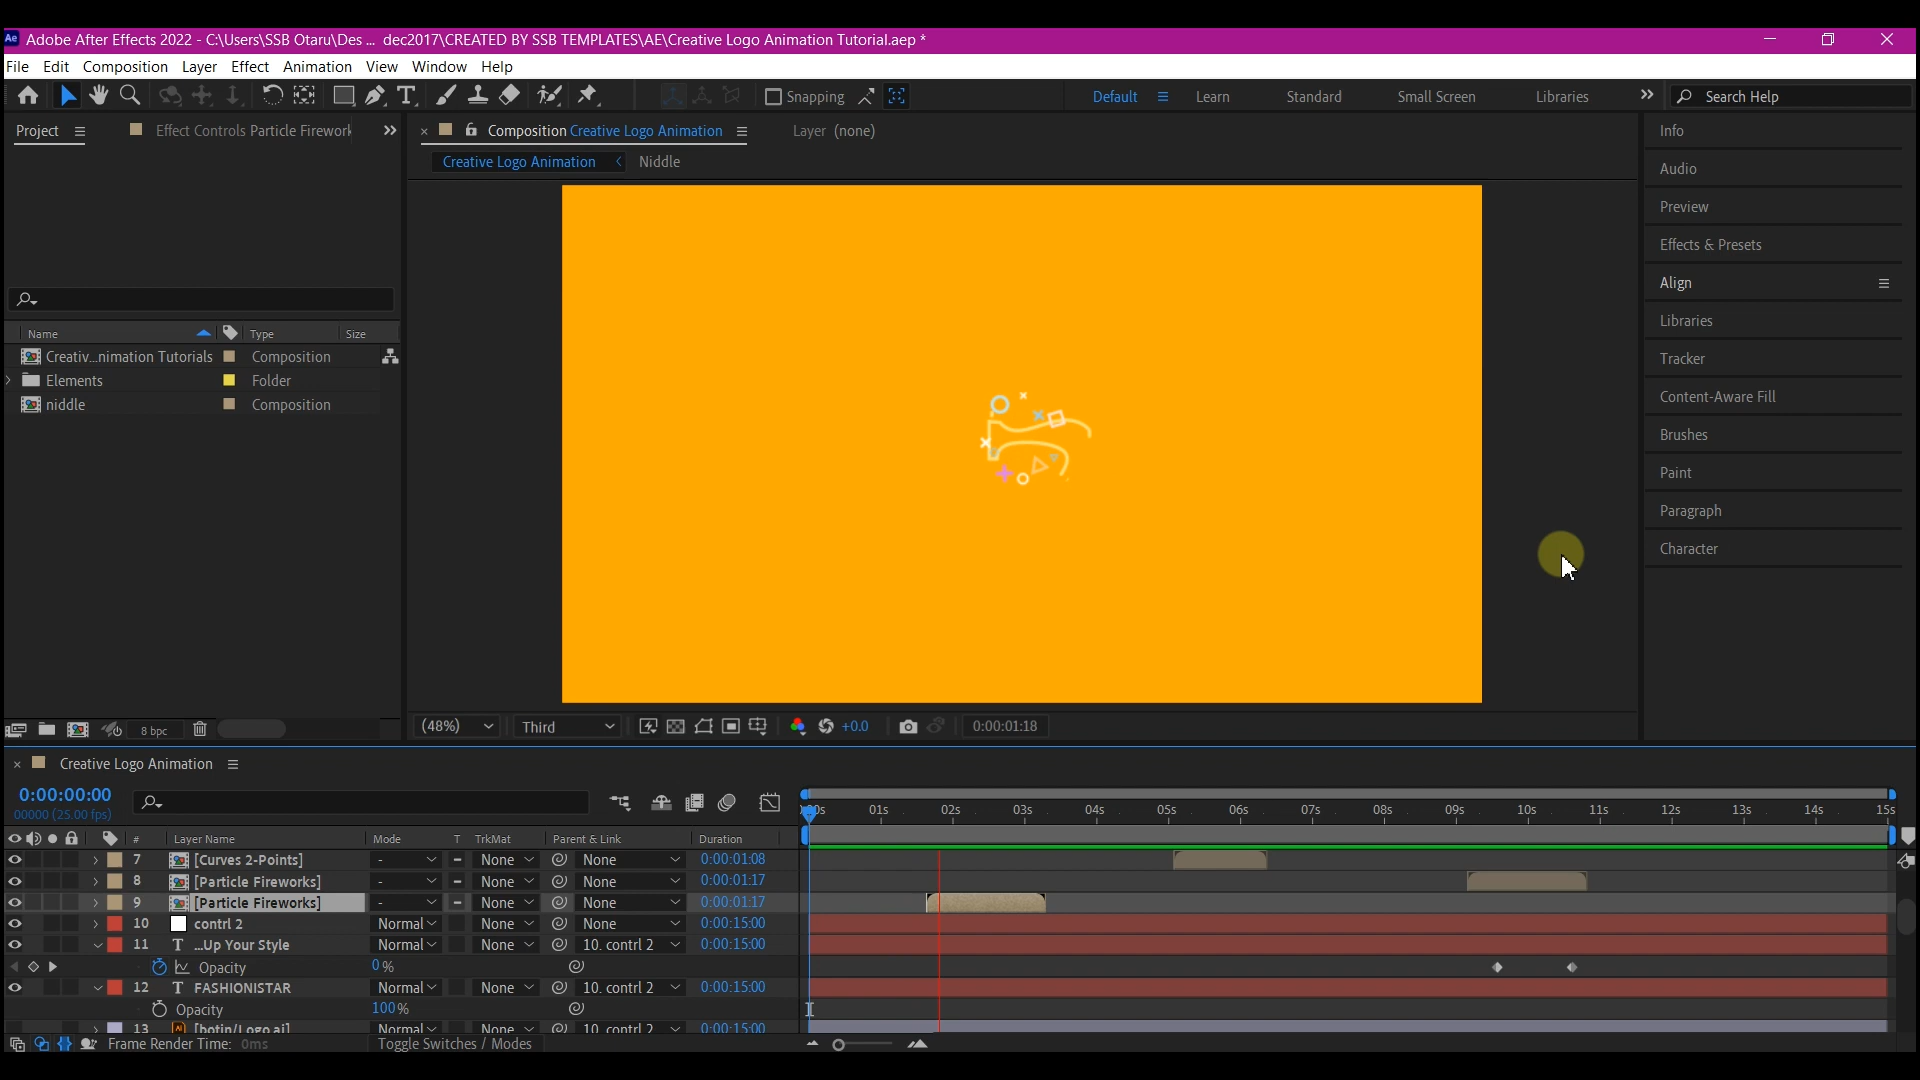 Ae Adobe After Effects 2022 - C:\Users\SSB Otaru\Des ... dec2017\CREATED BY SSB TEMPLATES\AE\Creative Logo Animation Tutorial.aep *
File Edit Composition Layer Effect Animation View Window Help
Snapping Default Learn Standard Small Screen Libraries Search Help
Project Effect Controls Particle Firework Composition Creative Logo Animation Layer (none) Info
Creative Logo Animation Niddle
Audio
Preview
Effects & Presets
Align
Libraries
Tracker
Content-Aware Fill
Brushes
Paint
Paragraph
Character
Name Type Size
Creativ...nimation Tutorials Composition
Elements Folder
niddle Composition
8 bpc (48%) Third +0.0 0:00:01:18
Creative Logo Animation
0:00:00:00
00000 (25.00 fps)
01s 02s 03s 04s 05s 06s 07s 08s 09s 10s 11s 12s 13s 14s 15s
# Layer Name Mode T TrkMat Parent & Link Duration
7 [Curves 2-Points] - None None 0:00:01:08
8 [Particle Fireworks] - None None 0:00:01:17
9 [Particle Fireworks] - None None 0:00:01:17
10 contrl 2 Normal None None 0:00:15:00
11 T ...Up Your Style Normal None 10. contrl 2 0:00:15:00
Opacity 0%
12 T FASHIONISTAR Normal None 10. contrl 2 0:00:15:00
Opacity 100%
13 [botin/Logo.ai] Normal None 10. contrl 2 0:00:15:00
Frame Render Time: 0ms Toggle Switches / Modes